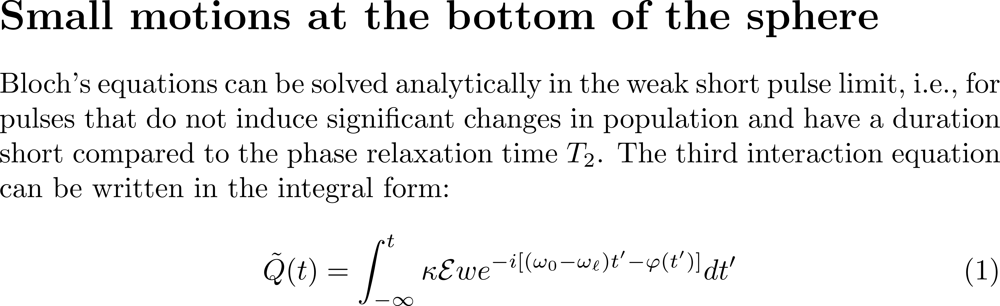 Small motions at the bottom of the sphere
Bloch's equations can be solved analytically in the weak short pulse limit, i.e., for
pulses that do not induce significant changes in population and have a duration
short compared to the phase relaxation time $T_2$. The third interaction equation
can be written in the integral form:
$$\tilde{Q}(t) = \int_{-\infty}^{t} \kappa \mathcal{E} w e^{-i[(\omega_0 - \omega_\ell)t' - \varphi(t')]} dt' \qquad (1)$$